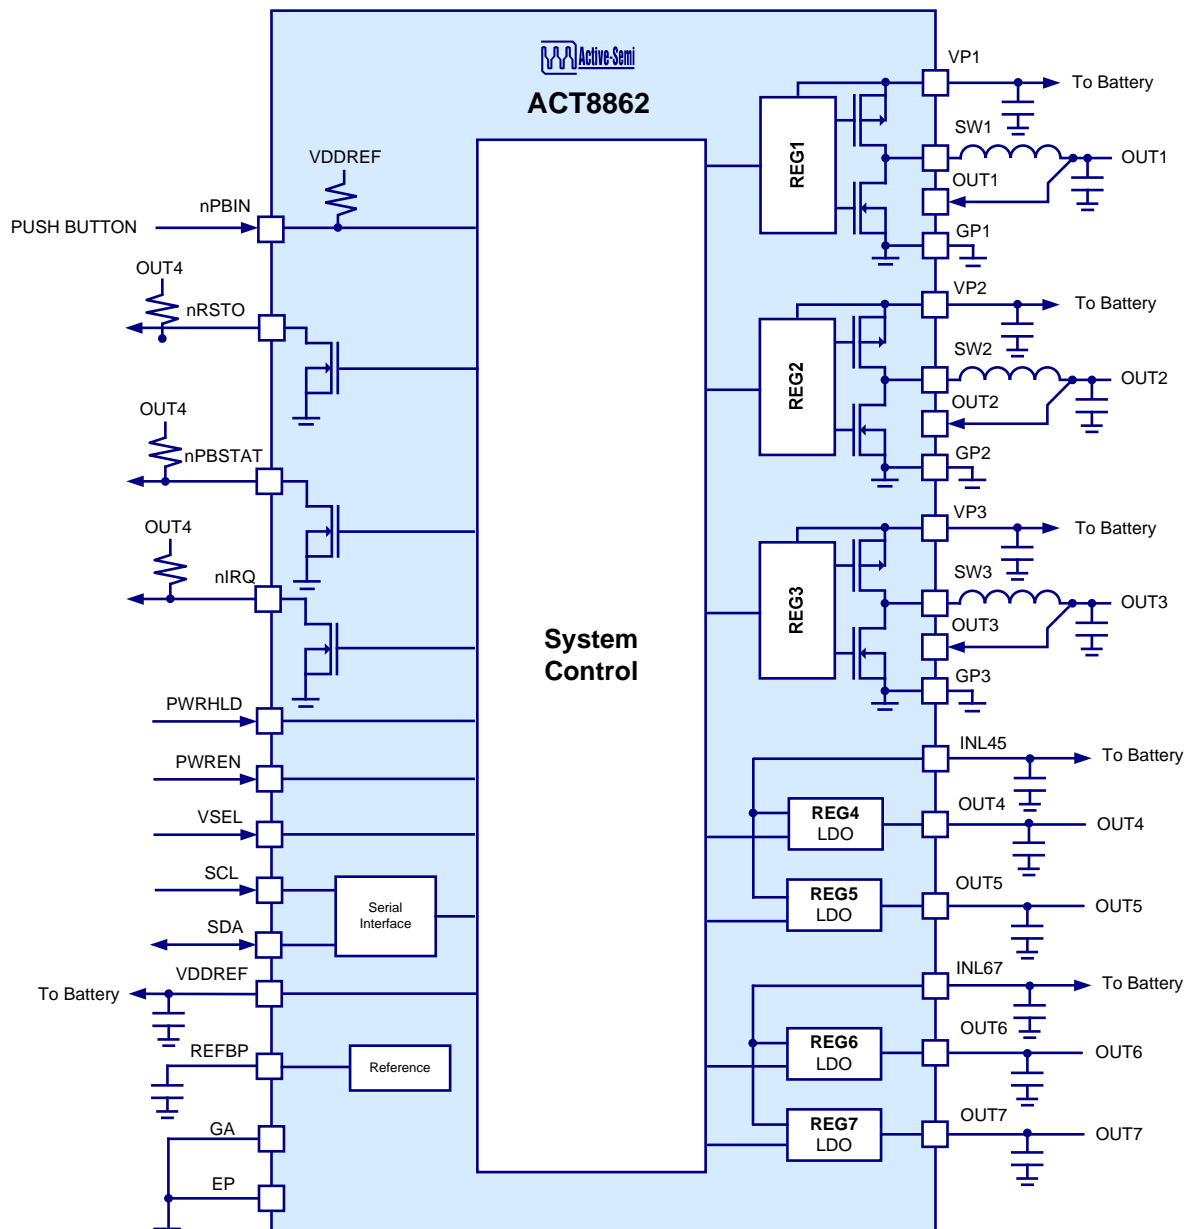 Active-Semi
ACT8862
VDDREF
nPBIN
PUSH BUTTON
OUT4
nRSTO
OUT4
nPBSTAT
OUT4
nIRQ
PWRHLD
PWREN
VSEL
SCL
SDA
Serial
Interface
VDDREF
To Battery
REFBP
Reference
GA
EP
System
Control
VP1
To Battery
REG1
SW1
OUT1
OUT1
GP1
VP2
To Battery
REG2
SW2
OUT2
OUT2
GP2
VP3
To Battery
REG3
SW3
OUT3
OUT3
GP3
INL45
To Battery
REG4
LDO
OUT4
OUT4
REG5
LDO
OUT5
OUT5
INL67
To Battery
REG6
LDO
OUT6
OUT6
REG7
LDO
OUT7
OUT7